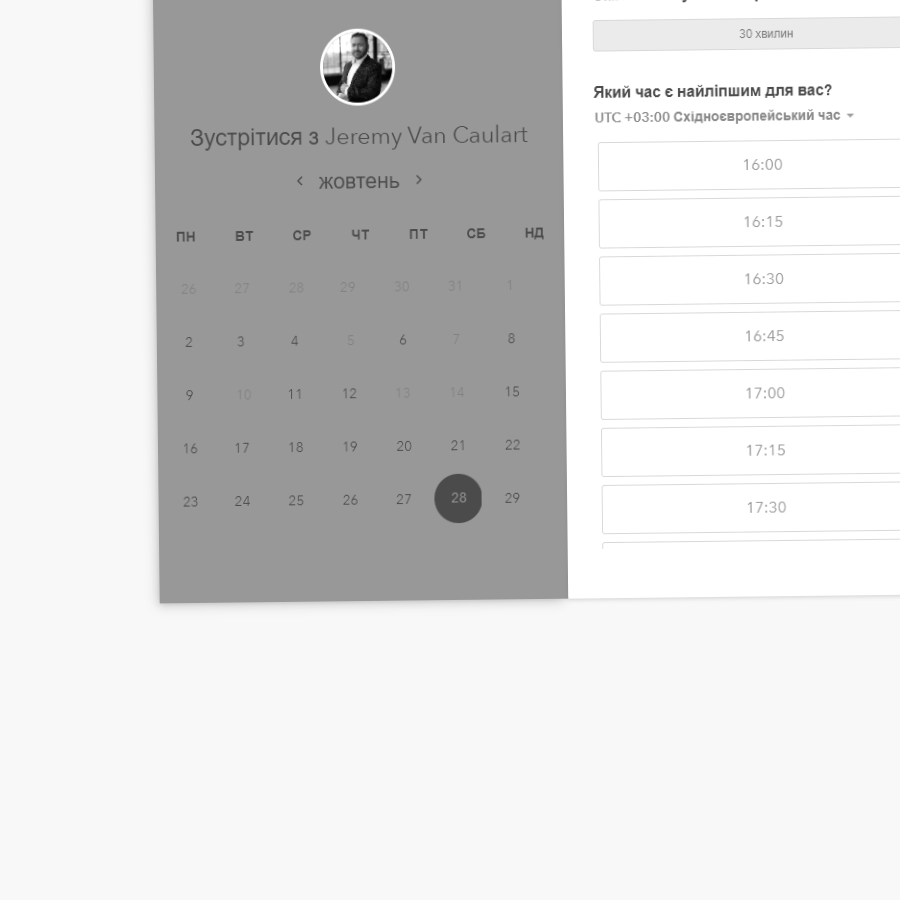 Зустрітися з Jeremy Van Caulart
жовтень
ПН ВТ СР ЧТ ПТ СБ НД
26 27 28 29 30 31 1
2 3 4 5 6 7 8
9 10 11 12 13 14 15
16 17 18 19 20 21 22
23 24 25 26 27 28 29
30 хвилин
Який час є найліпшим для вас?
UTC +03:00 Східноєвропейський час
16:00
16:15
16:30
16:45
17:00
17:15
17:30